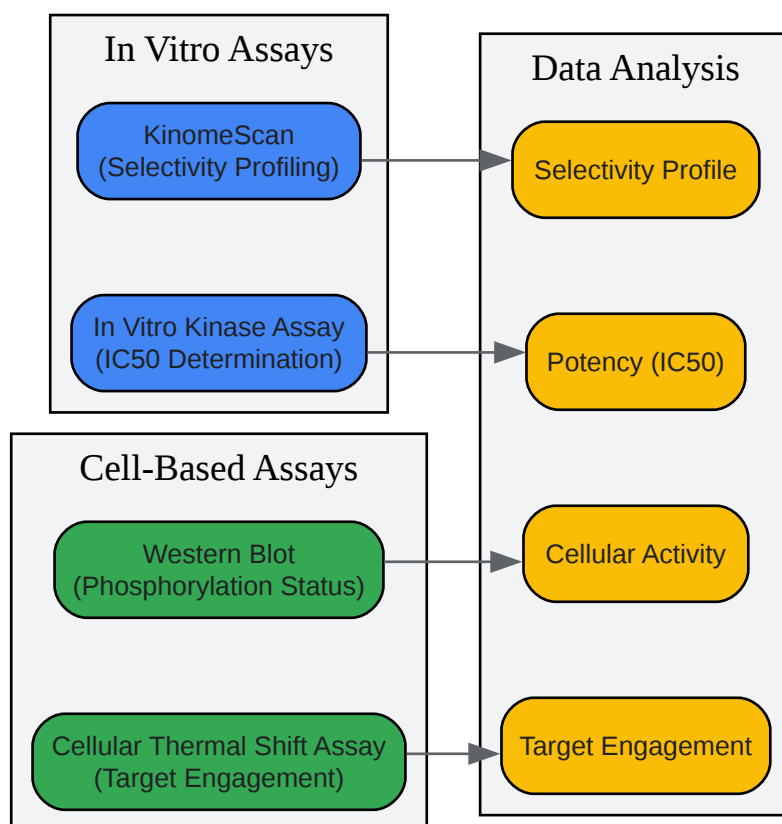 In Vitro Assays
KinomeScan
(Selectivity Profiling)
In Vitro Kinase Assay
(IC50 Determination)
Cell-Based Assays
Western Blot
(Phosphorylation Status)
Cellular Thermal Shift Assay
(Target Engagement)
Data Analysis
Selectivity Profile
Potency (IC50)
Cellular Activity
Target Engagement